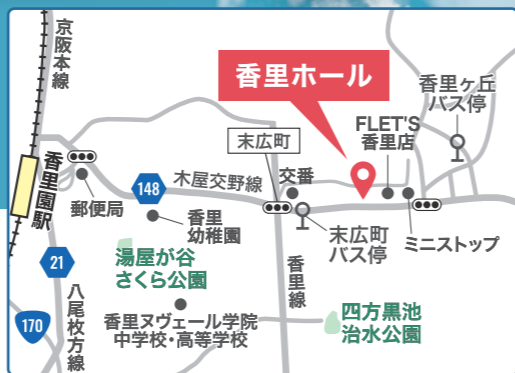 京阪本線
香里ホール
香里ヶ丘
バス停
FLET'S
香里店
末広町
交番
木屋交野線
148
香里園駅
郵便局
香里
幼稚園
末広町
バス停
ミニストップ
湯屋が谷
さくら公園
21
八尾枚方線
香里線
170
香里ヌヴェール学院
中学校・高等学校
四方黒池
治水公園